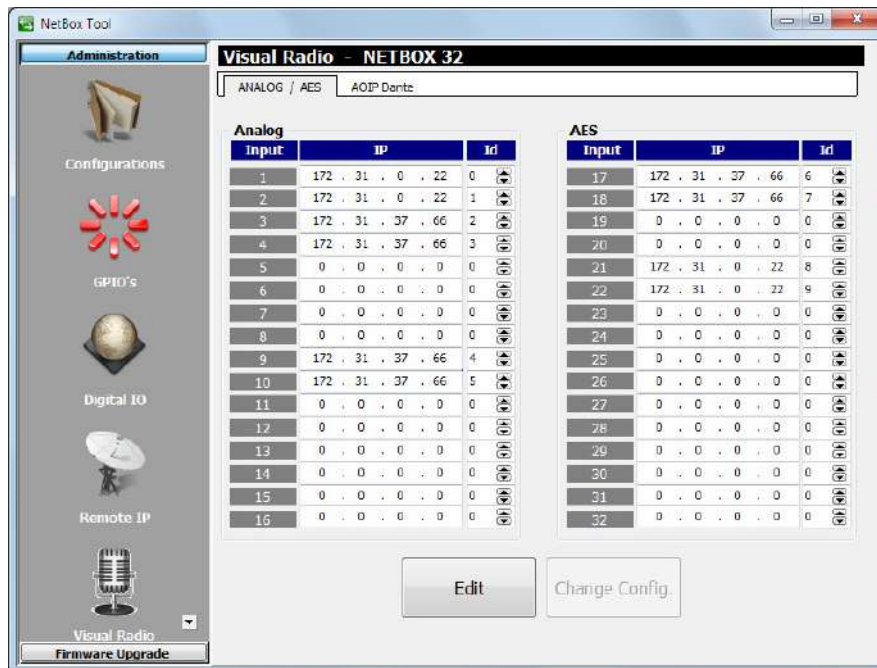 NetBox Tool
Administration
Configurations
GPIO's
Digital IO
Remote IP
Visual Radio
Firmware Upgrade
Visual Radio - NETBOX 32
ANALOG / AES AOIP Dante
Analog
Input IP Id
1 172 . 31 . 0 . 22 0
2 172 . 31 . 0 . 22 1
3 172 . 31 . 37 . 66 2
4 172 . 31 . 37 . 66 3
5 0 . 0 . 0 . 0 0
6 0 . 0 . 0 . 0 0
7 0 . 0 . 0 . 0 0
8 0 . 0 . 0 . 0 0
9 172 . 31 . 37 . 66 4
10 172 . 31 . 37 . 66 5
11 0 . 0 . 0 . 0 0
12 0 . 0 . 0 . 0 0
13 0 . 0 . 0 . 0 0
14 0 . 0 . 0 . 0 0
15 0 . 0 . 0 . 0 0
16 0 . 0 . 0 . 0 0
AES
Input IP Id
17 172 . 31 . 37 . 66 6
18 172 . 31 . 37 . 66 7
19 0 . 0 . 0 . 0 0
20 0 . 0 . 0 . 0 0
21 172 . 31 . 0 . 22 8
22 172 . 31 . 0 . 22 9
23 0 . 0 . 0 . 0 0
24 0 . 0 . 0 . 0 0
25 0 . 0 . 0 . 0 0
26 0 . 0 . 0 . 0 0
27 0 . 0 . 0 . 0 0
28 0 . 0 . 0 . 0 0
29 0 . 0 . 0 . 0 0
30 0 . 0 . 0 . 0 0
31 0 . 0 . 0 . 0 0
32 0 . 0 . 0 . 0 0
Edit
Change Config.